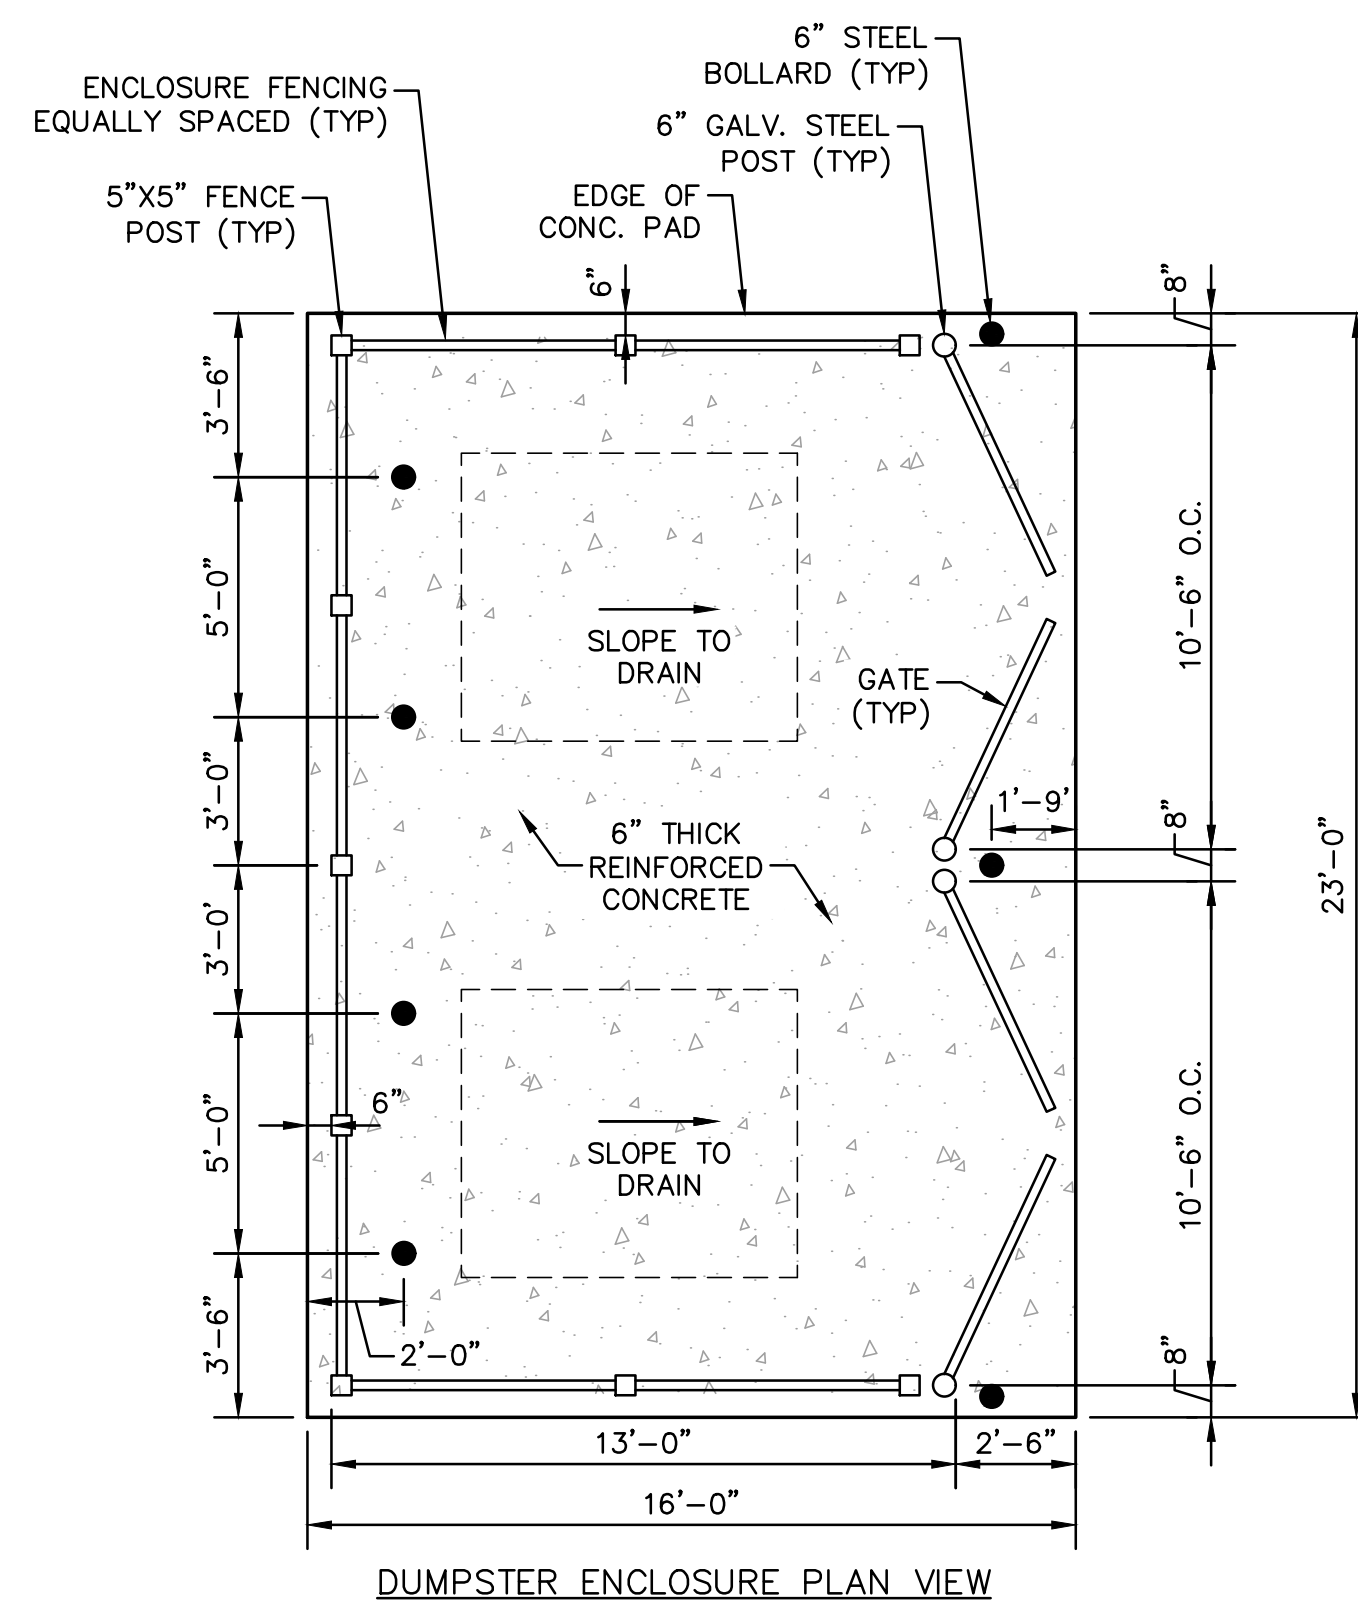 6" STEEL
BOLLARD (TYP)
ENCLOSURE FENCING
EQUALLY SPACED (TYP)
6" GALV. STEEL
POST (TYP)
5"X5" FENCE
POST (TYP)
EDGE OF
CONC. PAD
6"
8"
3'-6"
5'-0"
3'-0"
3'-0'
5'-0"
3'-6"
SLOPE TO
DRAIN
GATE
(TYP)
10'-6" O.C.
1'-9'
8"
23'-0"
6" THICK
REINFORCED
CONCRETE
6"
SLOPE TO
DRAIN
10'-6" O.C.
2'-0"
8"
13'-0"
2'-6"
16'-0"
DUMPSTER ENCLOSURE PLAN VIEW